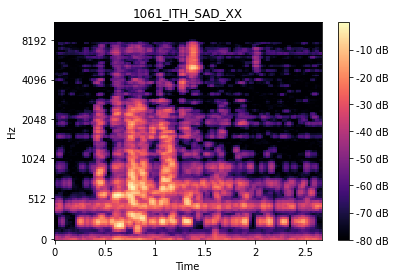 1061_ITH_SAD_XX
8192
4096
2048
1024
512
0
Hz
0 0.5 1 1.5 2 2.5
Time
-10 dB
-20 dB
-30 dB
-40 dB
-50 dB
-60 dB
-70 dB
-80 dB